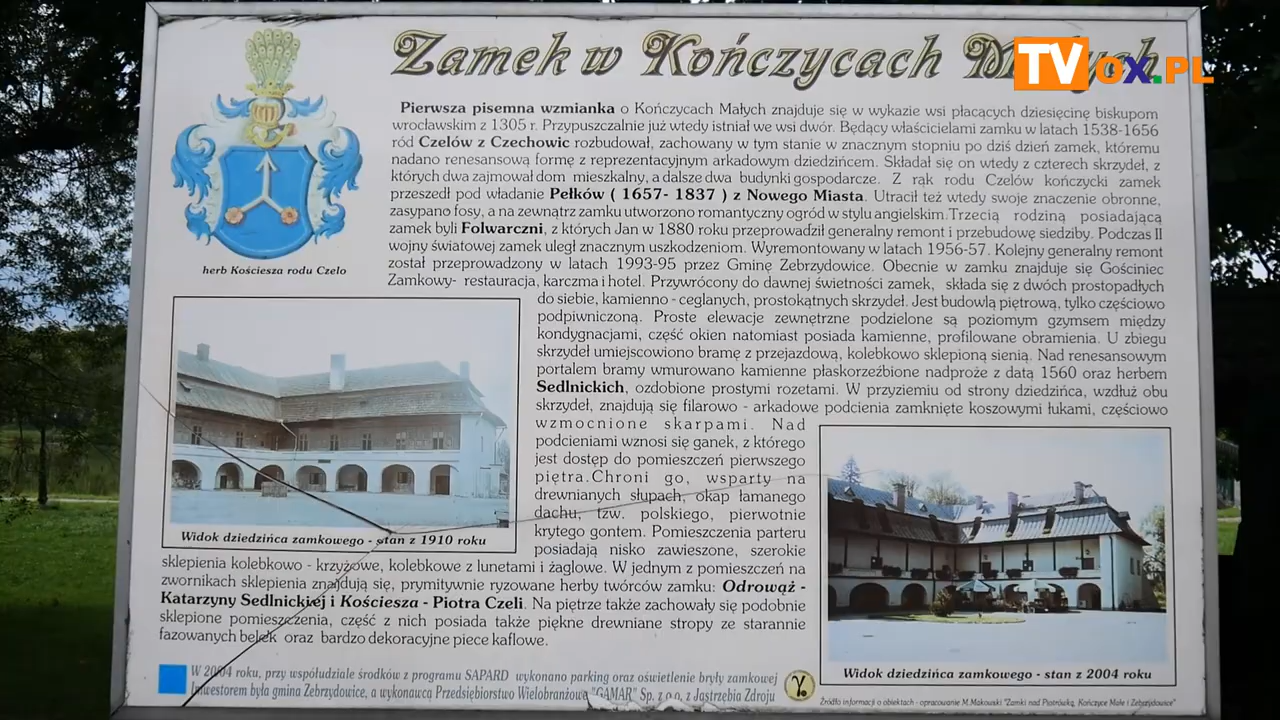 Zamek w Kończycach
TVox.PL
Pierwsza pisemna wzmianka o Kończycach Małych znajduje się w wykazie wsi płacących dziesięcinę biskupom
wrocławskim z 1305 r. Przypuszczalnie już wtedy istniał we wsi dwór. Będący właścicielami zamku w latach 1538-1656
ród Czelów z Czechowic rozbudował, zachowany w tym stanie w znacznym stopniu po dziś dzień zamek, któremu
nadano renesansową formę z reprezentacyjnym arkadowym dziedzińcem. Składał się on wtedy z czterech skrzydeł, z
których dwa zajmował dom mieszkalny, a dalsze dwa budynki gospodarcze. Z rąk rodu Czelów kończycki zamek
przeszedł pod władanie Pełków ( 1657- 1837 ) z Nowego Miasta. Utracił też wtedy swoje znaczenie obronne,
zasypano fosy, a na zewnątrz zamku utworzono romantyczny ogród w stylu angielskim.Trzecią rodziną posiadającą
zamek byli Folwarczni, z których Jan w 1880 roku przeprowadził generalny remont i przebudowę siedziby. Podczas II
wojny światowej zamek uległ znacznym uszkodzeniom. Wyremontowany w latach 1956-57. Kolejny generalny remont
został przeprowadzony w latach 1993-95 przez Gminę Zebrzydowice. Obecnie w zamku znajduje się Gościniec
Zamkowy- restauracja, karczma i hotel. Przywrócony do dawnej świetności zamek, składa się z dwóch prostopadłych
do siebie, kamienno - ceglanych, prostokątnych skrzydeł. Jest budowlą piętrową, tylko częściowo
podpiwniczoną. Proste elewacje zewnętrzne podzielone są poziomym gzymsem między
kondygnacjami, część okien natomiast posiada kamienne, profilowane obramienia. U zbiegu
skrzydeł umiejscowiono bramę z przejazdową, kolebkowo sklepioną sienią. Nad renesansowym
portalem bramy wmurowano kamienne płaskorzeźbione nadproże z datą 1560 oraz herbem
Sedlnickich, ozdobione prostymi rozetami. W przyziemiu od strony dziedzińca, wzdłuż obu
skrzydeł, znajdują się filarowo - arkadowe podcienia zamknięte koszowymi łukami, częściowo
wzmocnione skarpami. Nad
podcieniami wznosi się ganek, z którego
jest dostęp do pomieszczeń pierwszego
piętra.Chroni go, wsparty na
drewnianych słupach, okap łamanego
dachu, tzw. polskiego, pierwotnie
krytego gontem. Pomieszczenia parteru
posiadają nisko zawieszone, szerokie
sklepienia kolebkowo - krzyżowe, kolebkowe z lunetami i żaglowe. W jednym z pomieszczeń na
zwornikach sklepienia znajdują się, prymitywnie ryzowane herby twórców zamku: Odrowąż -
Katarzyny Sedlnickiej i Kościesza - Piotra Czeli. Na piętrze także zachowały się podobnie
sklepione pomieszczenia, część z nich posiada także piękne drewniane stropy ze starannie
fazowanych belek oraz bardzo dekoracyjne piece kaflowe.
herb Kościesza rodu Czelo
Widok dziedzińca zamkowego - stan z 1910 roku
Widok dziedzińca zamkowego - stan z 2004 roku
W 2004 roku, przy współudziale środków z programu SAPARD wykonano parking oraz oświetlenie bryły zamkowej
Inwestorem była gmina Zebrzydowice, a wykonawcą Przedsiębiorstwo Wielobranżowa "GAMAR" Sp. z o.o. z Jastrzębia Zdroju
Źródło informacji o obiektach - opracowanie M.Makowski "Zamki nad Piotrówką, Kończyce Małe i Zebrzydowice"